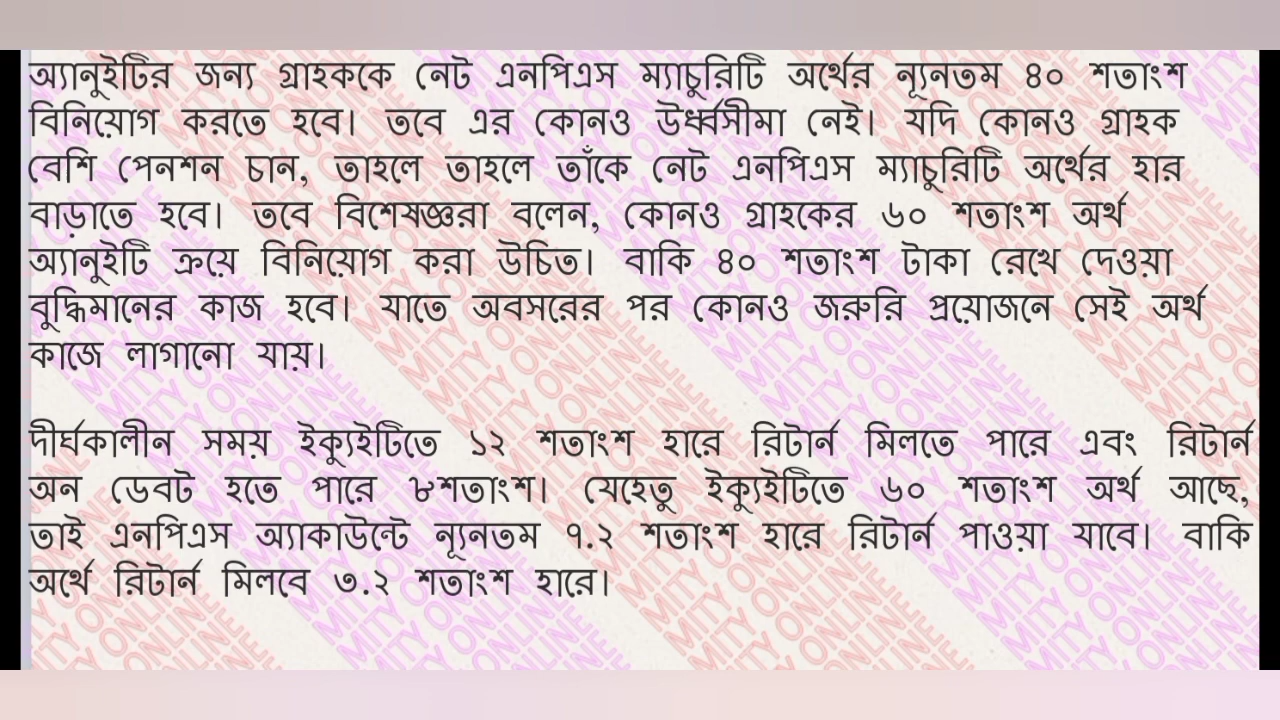 অ্যানুইটির জন্য গ্রাহককে নেট এনপিএস ম্যাচুরিটি অর্থের ন্যূনতম ৪০ শতাংশ
বিনিয়োগ করতে হবে। তবে এর কোনও উর্ধ্বসীমা নেই। যদি কোনও গ্রাহক
বেশি পেনশন চান, তাহলে তাহলে তাঁকে নেট এনপিএস ম্যাচুরিটি অর্থের হার
বাড়াতে হবে। তবে বিশেষজ্ঞরা বলেন, কোনও গ্রাহকের ৬০ শতাংশ অর্থ
অ্যানুইটি ক্রয়ে বিনিয়োগ করা উচিত। বাকি ৪০ শতাংশ টাকা রেখে দেওয়া
বুদ্ধিমানের কাজ হবে। যাতে অবসরের পর কোনও জরুরি প্রয়োজনে সেই অর্থ
কাজে লাগানো যায়।
দীর্ঘকালীন সময় ইক্যুইটিতে ১২ শতাংশ হারে রিটার্ন মিলতে পারে এবং রিটার্ন
অন ডেবট হতে পারে ৮শতাংশ। যেহেতু ইক্যুইটিতে ৬০ শতাংশ অর্থ আছে,
তাই এনপিএস অ্যাকাউন্টে ন্যূনতম ৭.২ শতাংশ হারে রিটার্ন পাওয়া যাবে। বাকি
অর্থে রিটার্ন মিলবে ৩.২ শতাংশ হারে।